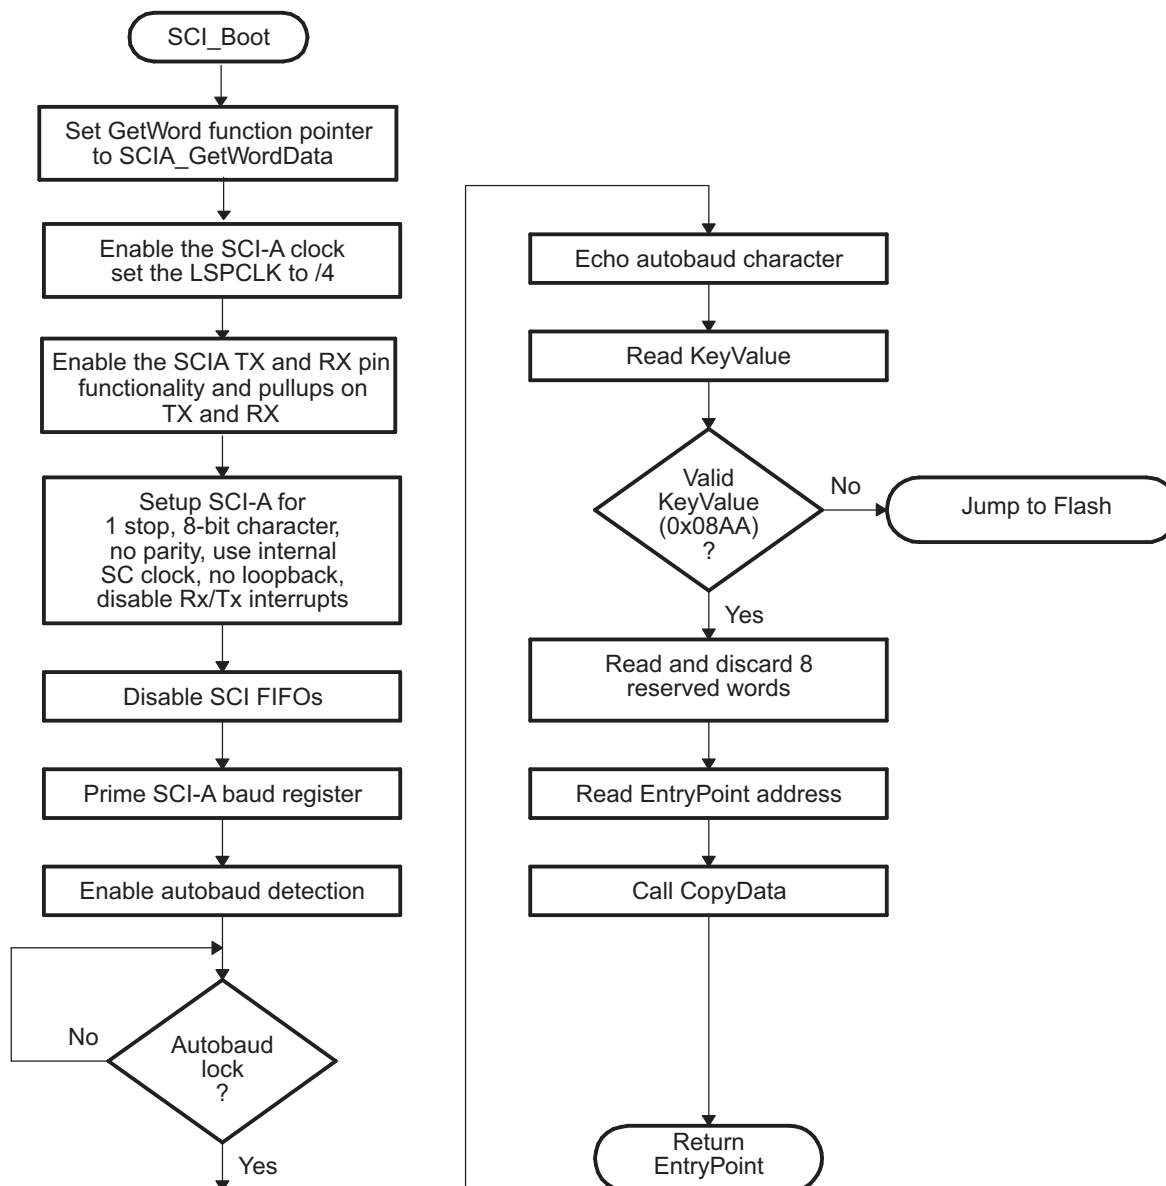 SCI_Boot
Set GetWord function pointer
to SCIA_GetWordData
Enable the SCI-A clock
set the LSPCLK to /4
Enable the SCIA TX and RX pin
functionality and pullups on
TX and RX
Setup SCI-A for
1 stop, 8-bit character,
no parity, use internal
SC clock, no loopback,
disable Rx/Tx interrupts
Disable SCI FIFOs
Prime SCI-A baud register
Enable autobaud detection
No
Autobaud
lock
?
Yes
Echo autobaud character
Read KeyValue
Valid
KeyValue
(0x08AA)
?
No
Jump to Flash
Yes
Read and discard 8
reserved words
Read EntryPoint address
Call CopyData
Return
EntryPoint